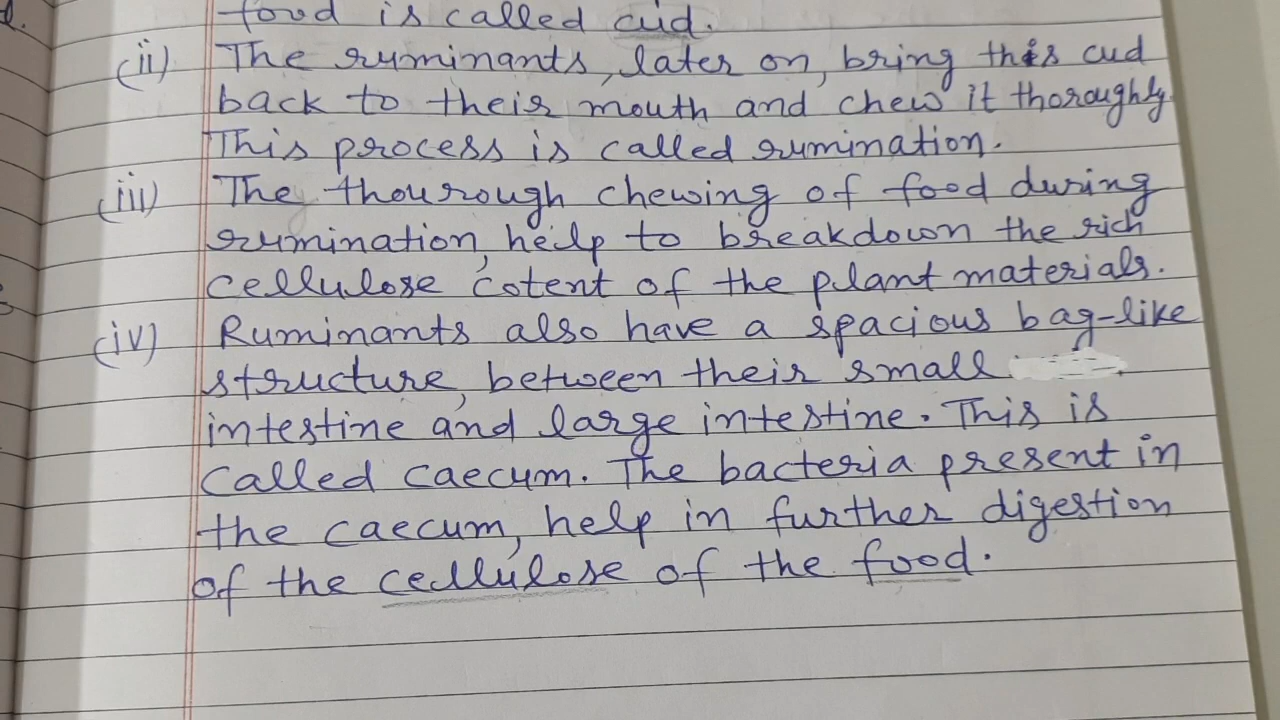 food is called cud.
(ii) The ruminants, later on, bring this cud
back to their mouth and chew it thoroughly.
This process is called rumination.
(iii) The thourough chewing of food during
rumination, help to breakdown the rich
cellulose cotent of the plant materials.
(iv) Ruminants also have a spacious bag-like
structure, between their small
intestine and large intestine. This is
called caecum. The bacteria present in
the caecum, help in further digestion
of the cellulose of the food.